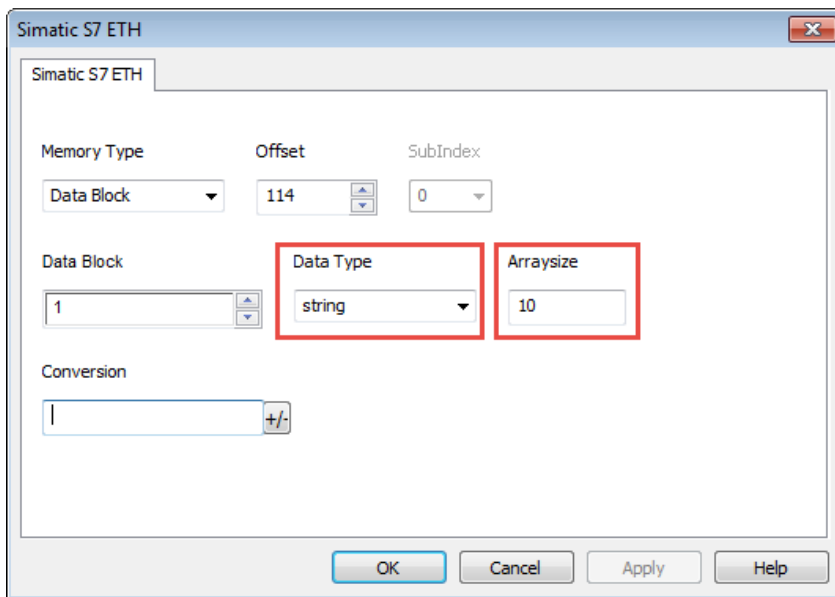 Simatic S7 ETH
Simatic S7 ETH
Memory Type Offset SubIndex
Data Block 114 0
Data Block Data Type Arraysize
1 string 10
Conversion
+/-
OK Cancel Apply Help